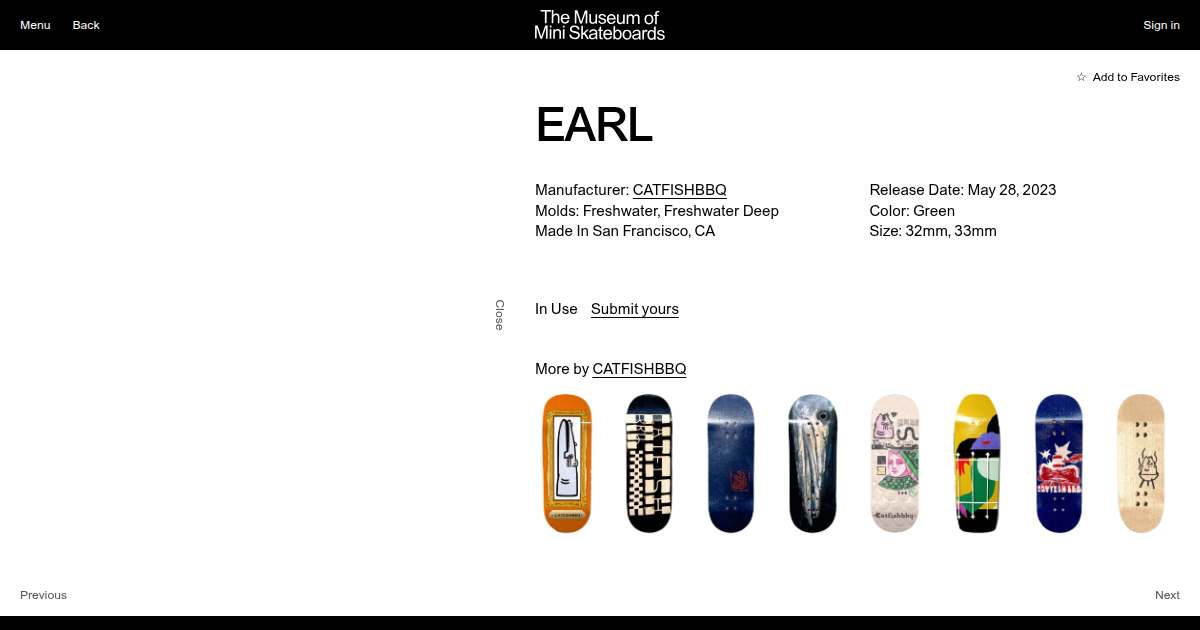 Menu
Back
The Museum of
Mini Skateboards
Sign in
☆ Add to Favorites
EARL
Manufacturer: CATFISHBBQ
Molds: Freshwater, Freshwater Deep
Made In San Francisco, CA
Release Date: May 28, 2023
Color: Green
Size: 32mm, 33mm
Close
In Use
Submit yours
More by CATFISHBBQ
Catfishbbq
Previous
Next